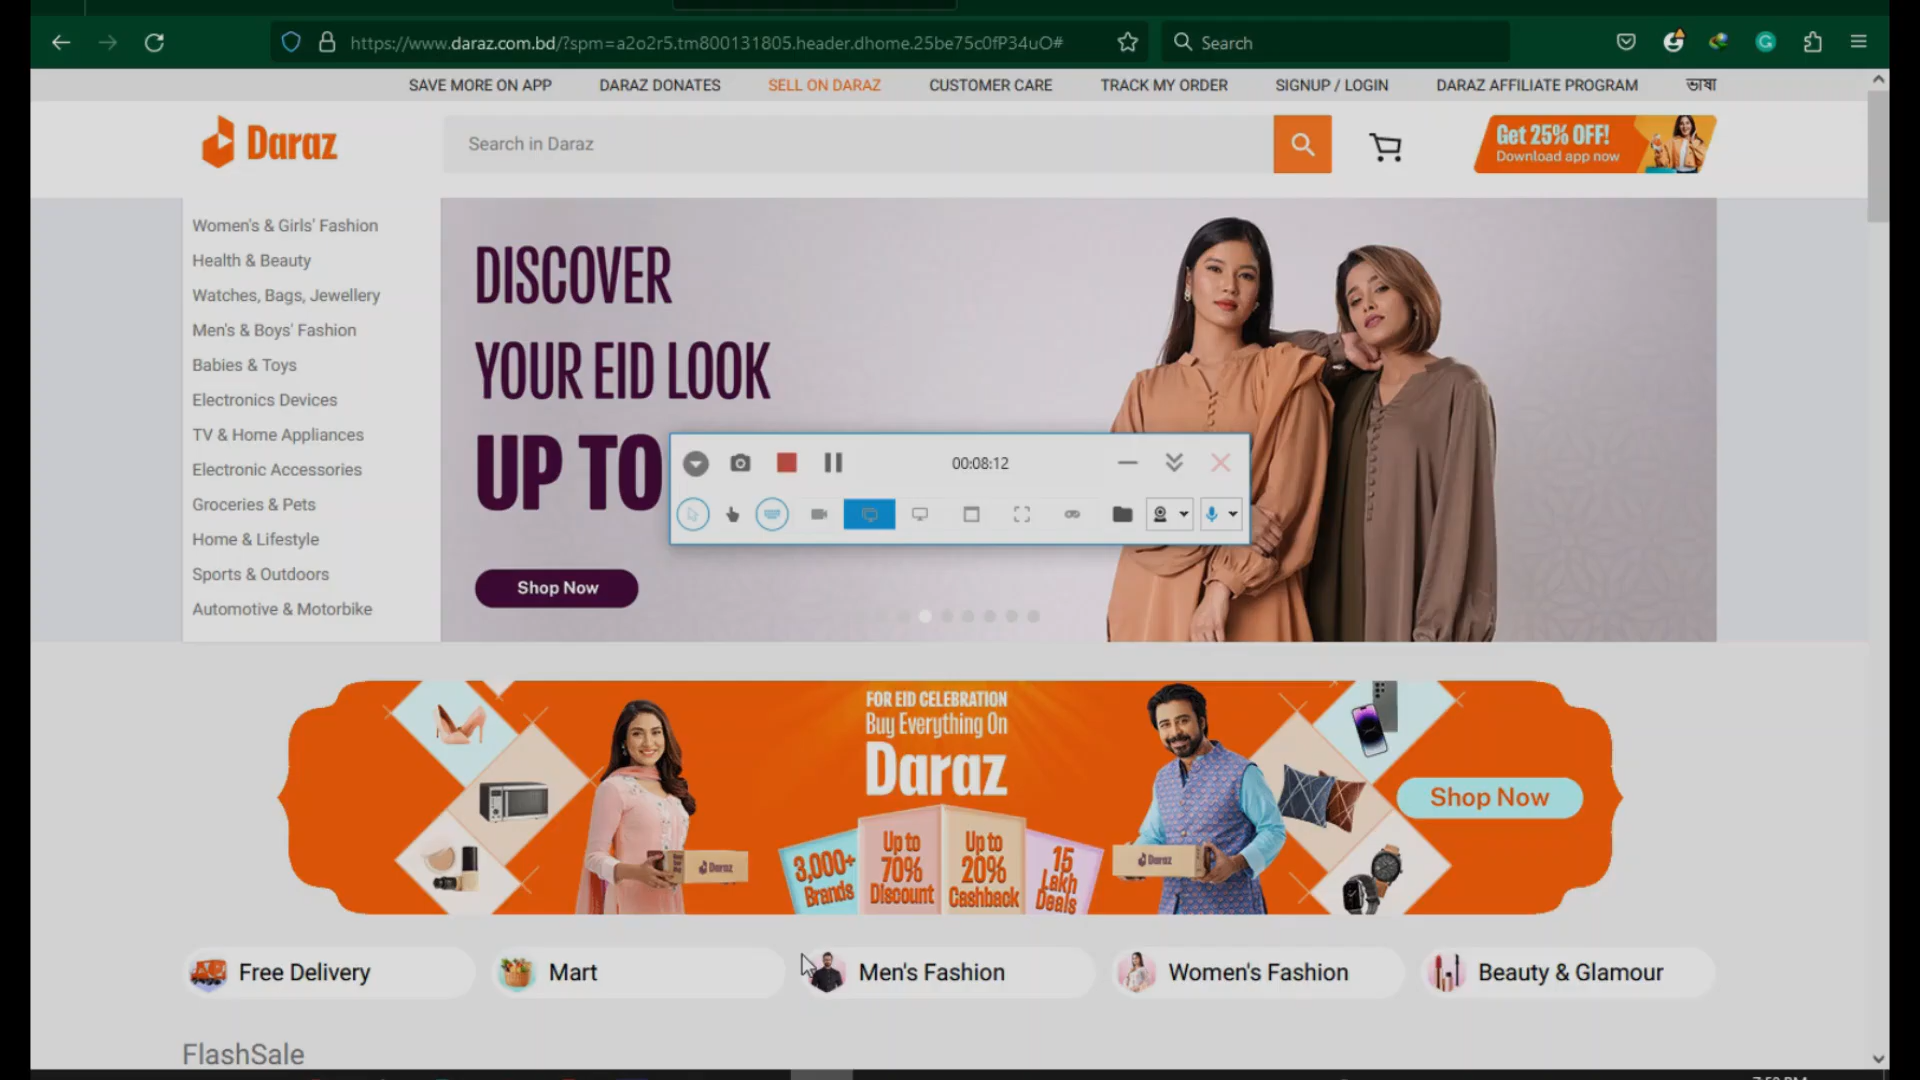 https://www.daraz.com.bd/?spm=a2o2r5.tm800131805.header.dhome.25be75c0fP34uO#
Search
SAVE MORE ON APP
DARAZ DONATES
SELL ON DARAZ
CUSTOMER CARE
TRACK MY ORDER
SIGNUP / LOGIN
DARAZ AFFILIATE PROGRAM
ভাষা
Daraz
Search in Daraz
Get 25% OFF!
Download app now
Women's & Girls' Fashion
Health & Beauty
Watches, Bags, Jewellery
Men's & Boys' Fashion
Babies & Toys
Electronics Devices
TV & Home Appliances
Electronic Accessories
Groceries & Pets
Home & Lifestyle
Sports & Outdoors
Automotive & Motorbike
DISCOVER
YOUR EID LOOK
UP TO
Shop Now
00:08:12
FOR EID CELEBRATION
Buy Everything On
Daraz
3,000+
Brands
Up to
70%
Discount
Up to
20%
Cashback
15
Lakh
Deals
Daraz
Daraz
Shop Now
Free Delivery
Mart
Men's Fashion
Women's Fashion
Beauty & Glamour
FlashSale